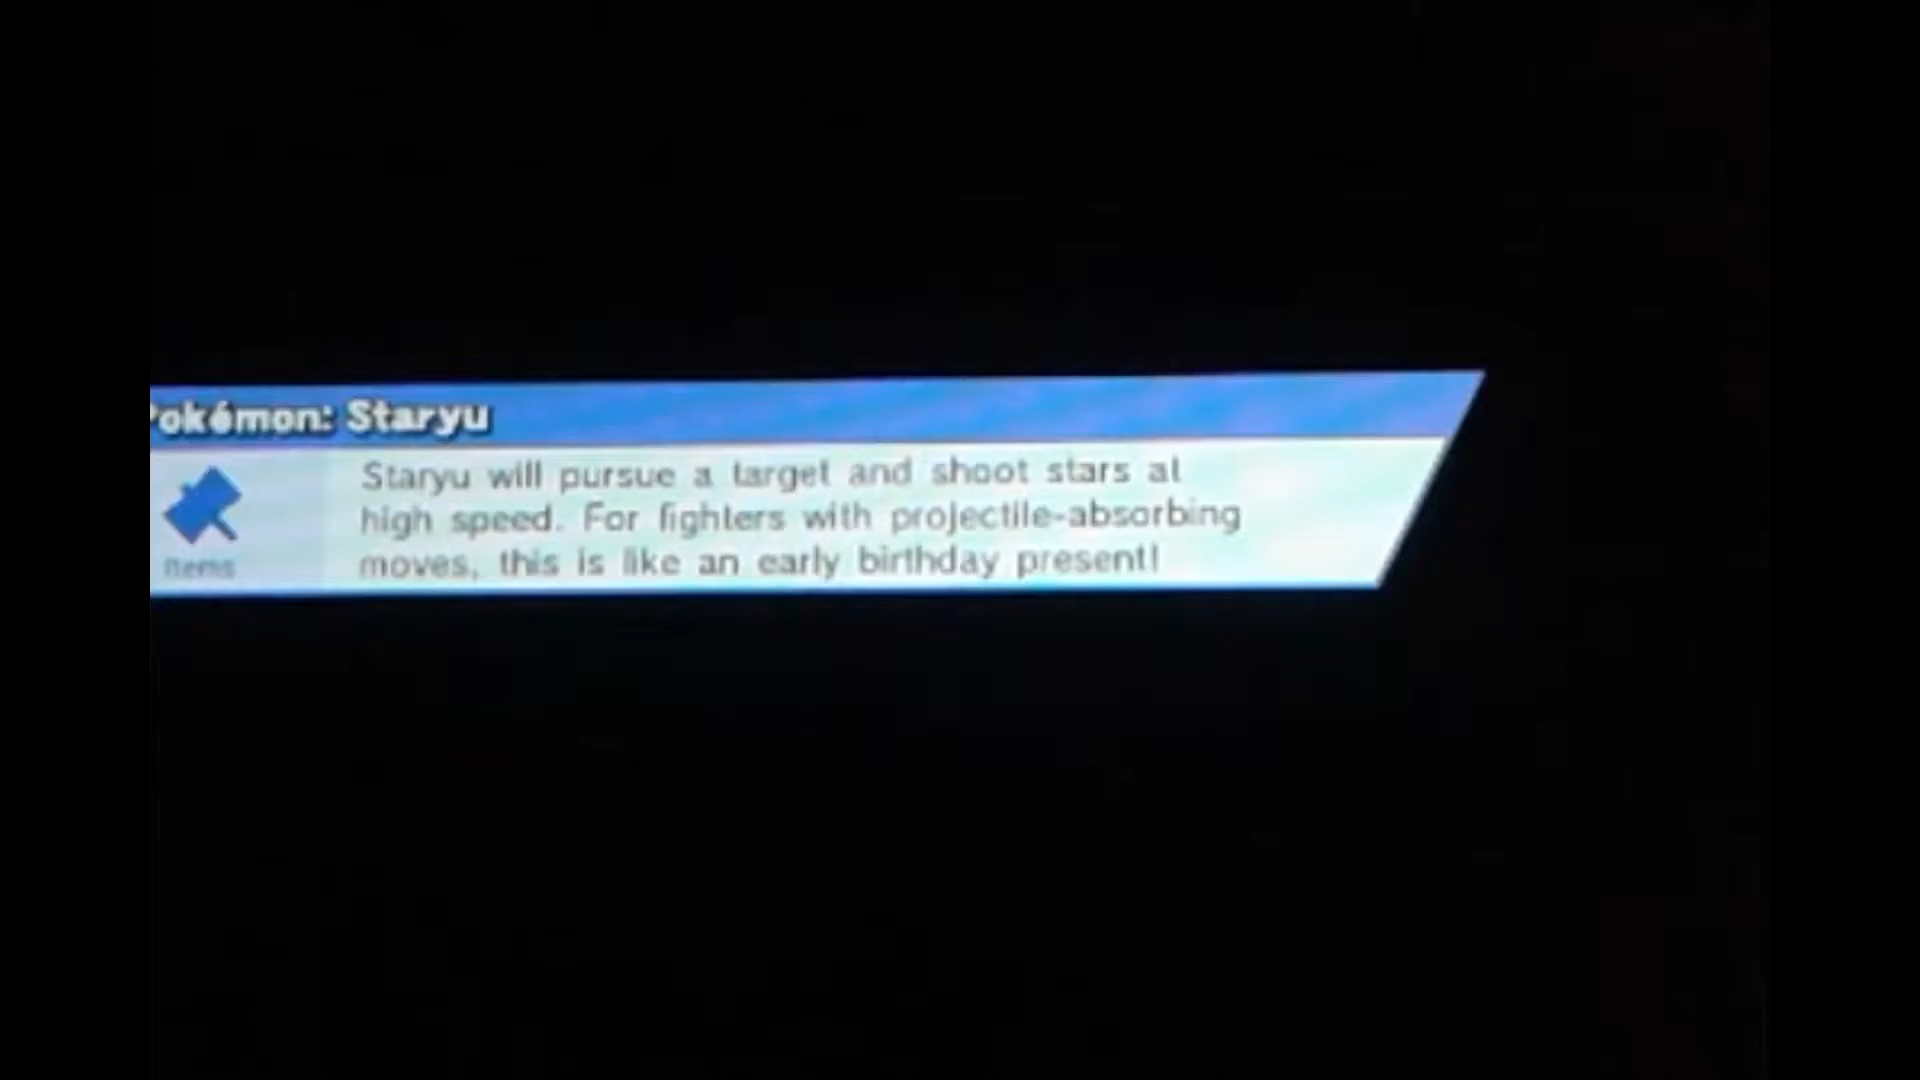 Pokémon: Staryu
Staryu will pursue a target and shoot stars at
high speed. For fighters with projectile-absorbing
moves, this is like an early birthday present!
Items